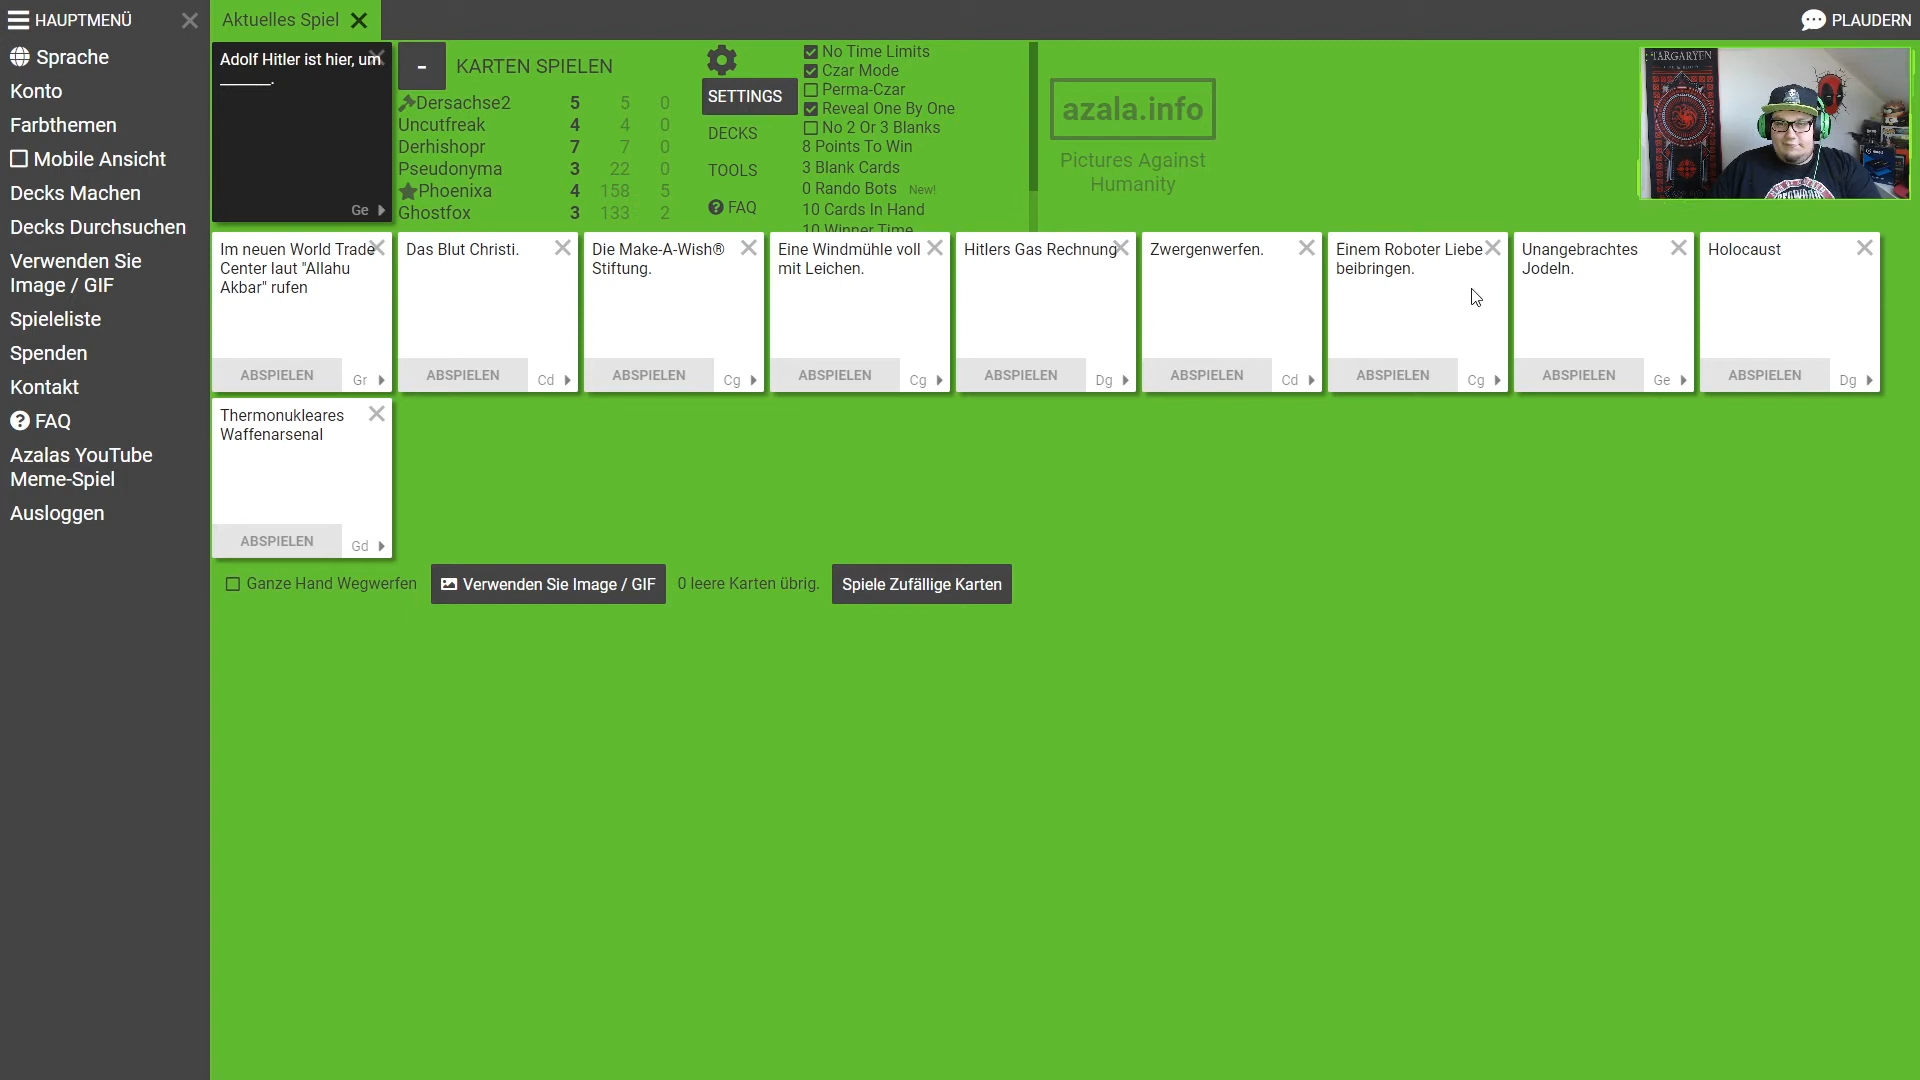 HAUPTMENÜ
Sprache
Konto
Farbthemen
Mobile Ansicht
Decks Machen
Decks Durchsuchen
Verwenden Sie
Image / GIF
Spieleliste
Spenden
Kontakt
FAQ
Azalas YouTube
Meme-Spiel
Ausloggen
Aktuelles Spiel
PLAUDERN
Adolf Hitler ist hier, um
______.
Ge
-
KARTEN SPIELEN
Dersachse2 5 5 0
Uncutfreak 4 4 0
Derhishopr 7 7 0
Pseudonyma 3 22 0
Phoenixa 4 158 5
Ghostfox 3 133 2
SETTINGS
DECKS
TOOLS
FAQ
No Time Limits
Czar Mode
Perma-Czar
Reveal One By One
No 2 Or 3 Blanks
8 Points To Win
3 Blank Cards
0 Rando Bots New!
10 Cards In Hand
10 Winner Time
azala.info
Pictures Against
Humanity
TARGARYEN
Im neuen World Trade
Center laut "Allahu
Akbar" rufen
ABSPIELEN
Gr
Das Blut Christi.
ABSPIELEN
Cd
Die Make-A-Wish®
Stiftung.
ABSPIELEN
Cg
Eine Windmühle voll
mit Leichen.
ABSPIELEN
Cg
Hitlers Gas Rechnung
ABSPIELEN
Dg
Zwergenwerfen.
ABSPIELEN
Cd
Einem Roboter Liebe
beibringen.
ABSPIELEN
Cg
Unangebrachtes
Jodeln.
ABSPIELEN
Ge
Holocaust
ABSPIELEN
Dg
Thermonukleares
Waffenarsenal
ABSPIELEN
Gd
Ganze Hand Wegwerfen
Verwenden Sie Image / GIF
0 leere Karten übrig.
Spiele Zufällige Karten